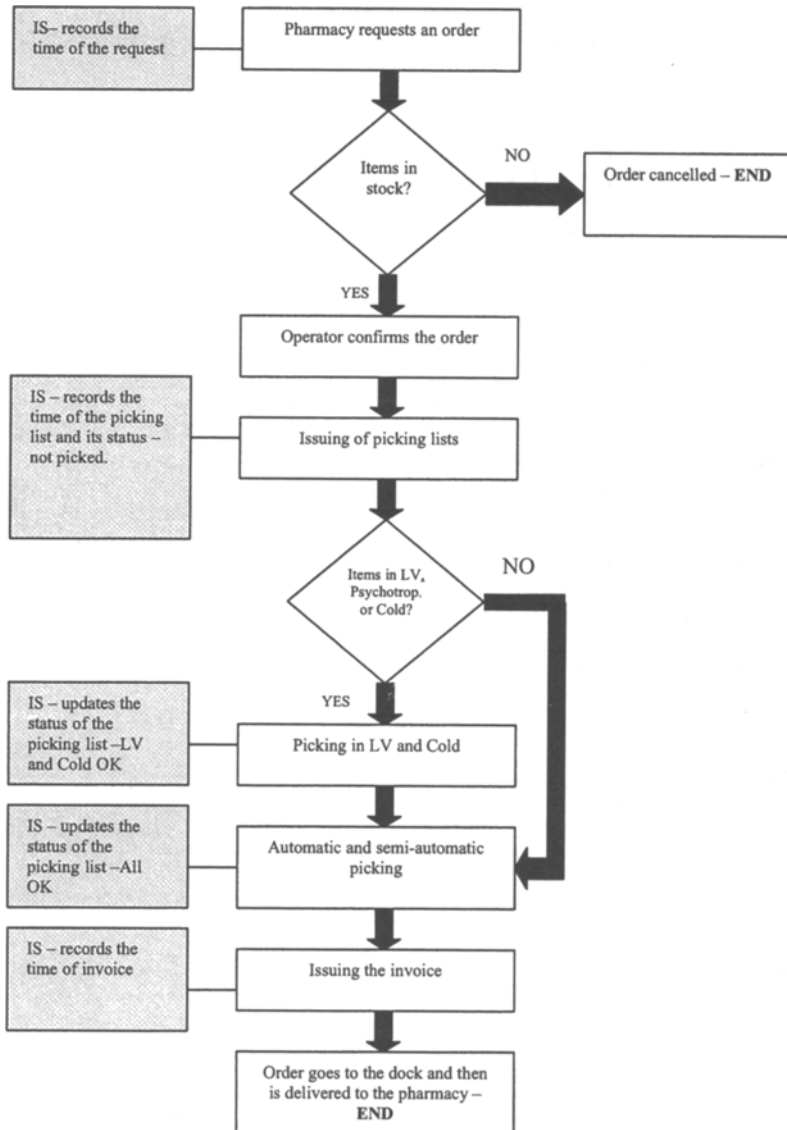 IS– records the
time of the request
Pharmacy requests an order
Items in
stock?
NO
Order cancelled – END
YES
Operator confirms the order
IS – records the
time of the picking
list and its status –
not picked.
Issuing of picking lists
Items in LV,
Psychotrop.
or Cold?
NO
YES
IS – updates the
status of the
picking list –LV
and Cold OK
Picking in LV and Cold
IS – updates the
status of the
picking list –All
OK
Automatic and semi-automatic
picking
IS – records the
time of invoice
Issuing the invoice
Order goes to the dock and then
is delivered to the pharmacy –
END